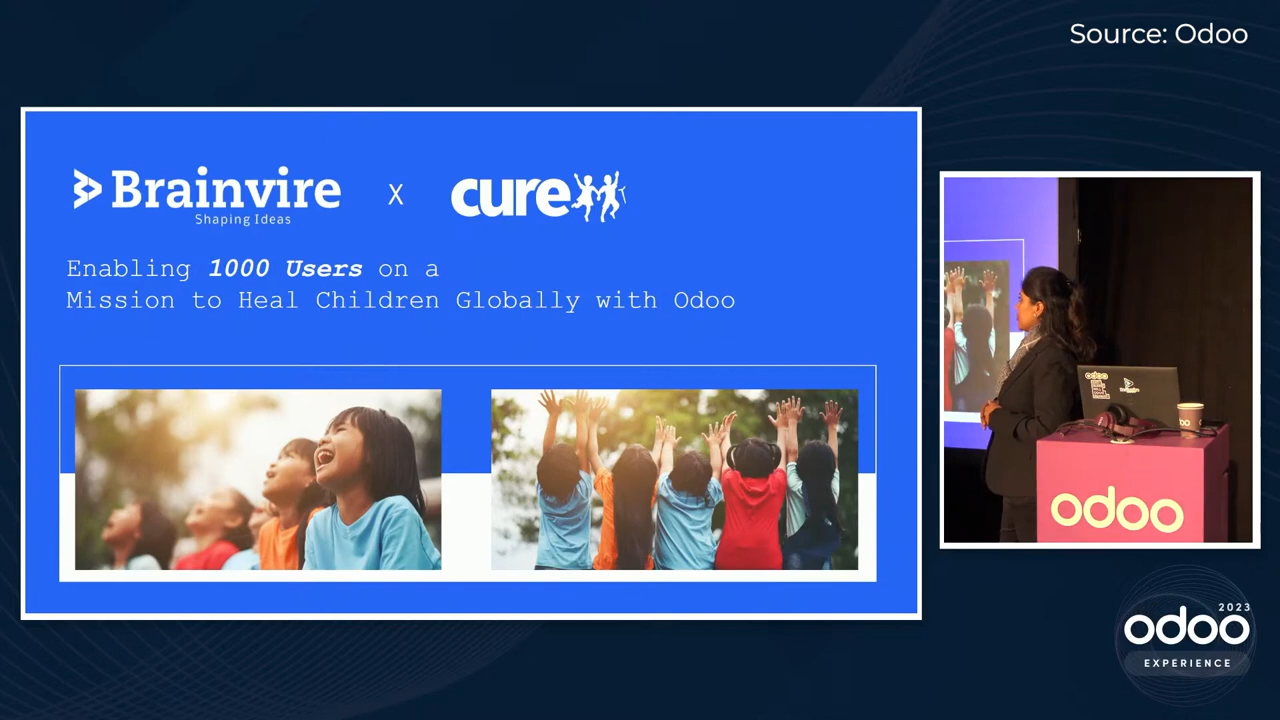 Source: Odoo
Brainvire
Shaping Ideas
X
cure
Enabling 1000 Users on a
Mission to Heal Children Globally with Odoo
odoo
odoo
2023
odoo
EXPERIENCE